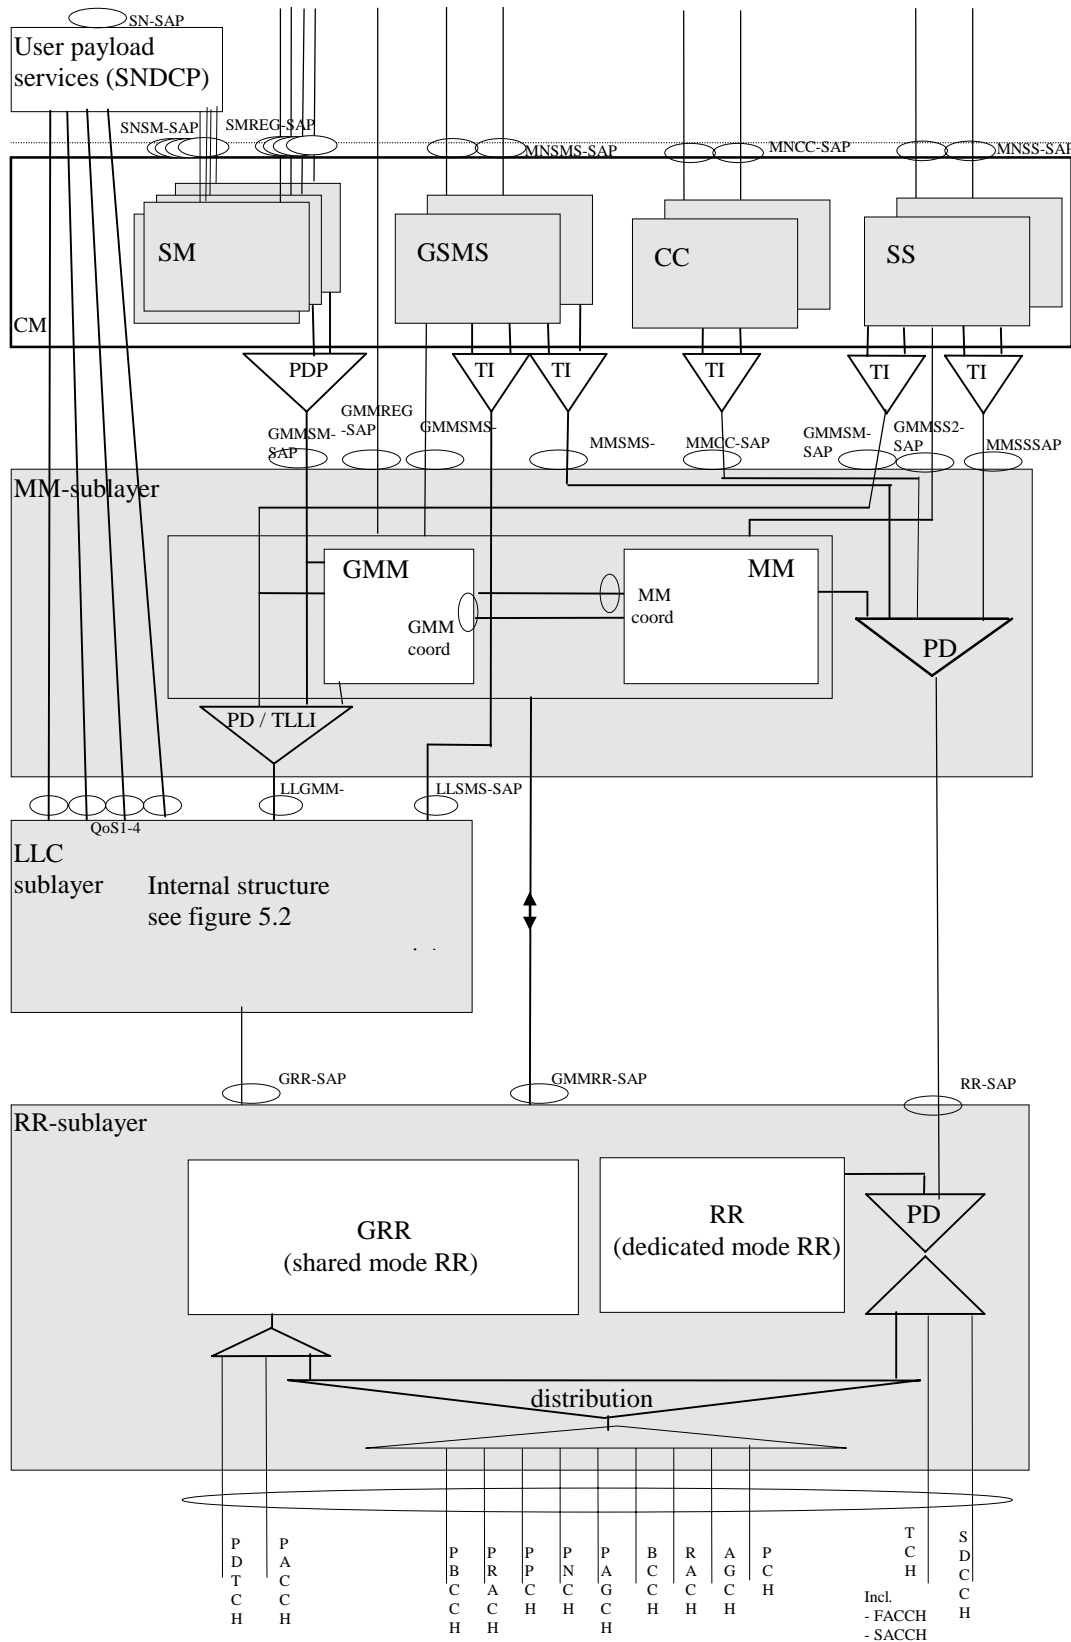 SN-SAP
User payload
services (SNDCP)
SNSM-SAP
SMREG-SAP
MNSMS-SAP
MNCC-SAP
MNSS-SAP
SM
GSMS
CC
SS
CM
PDP
TI
TI
TI
TI
TI
GMMSM-
SAP
GMMREG
-SAP
GMMSMS-
MMSMS-
MMCC-SAP
GMMSM-
SAP
GMMSS2-
SAP
MMSSSAP
MM-sublayer
GMM
MM
GMM
coord
MM
coord
PD
PD / TLLI
LLGMM-
LLSMS-SAP
QoS1-4
LLC
sublayer
Internal structure
see figure 5.2
GRR-SAP
GMMRR-SAP
RR-SAP
RR-sublayer
GRR
(shared mode RR)
RR
(dedicated mode RR)
PD
distribution
PDTCH
PACCH
PBCCH
PRACH
PPCH
PNCH
PAGCH
BCCH
RACH
AGCH
PCH
TCH
Incl.
- FACCH
- SACCH
SDCCH